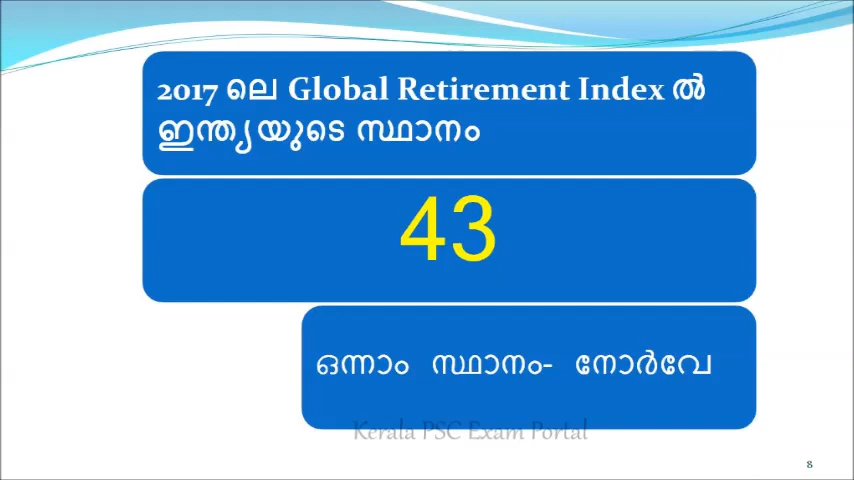 2017 ലെ Global Retirement Index ൽ
ഇന്ത്യയുടെ സ്ഥാനം
43
ഒന്നാം സ്ഥാനം- നോർവേ
Kerala PSC Exam Portal
8